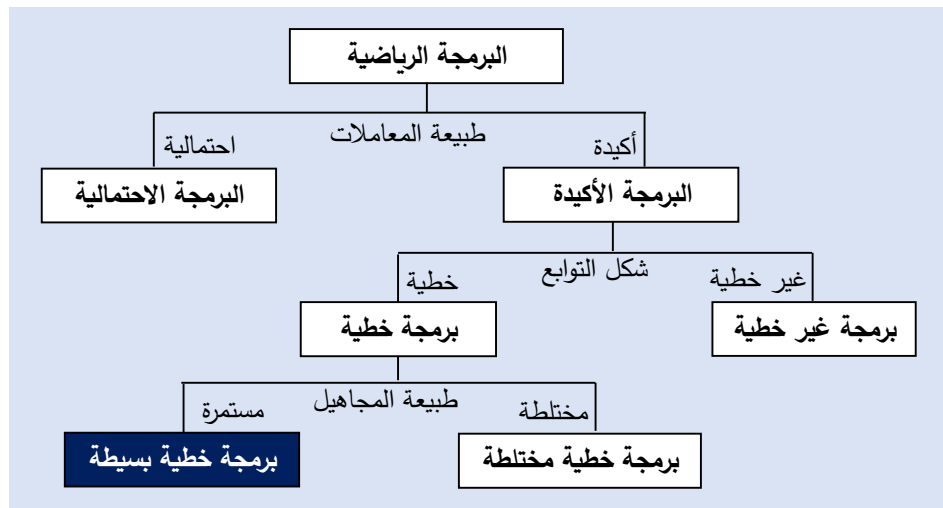 البرمجة الرياضية
طبيعة المعاملات
أكيدة
احتمالية
البرمجة الأكيدة
البرمجة الاحتمالية
شكل التوابع
غير خطية
خطية
برمجة غير خطية
برمجة خطية
طبيعة المجاهيل
مختلطة
مستمرة
برمجة خطية مختلطة
برمجة خطية بسيطة